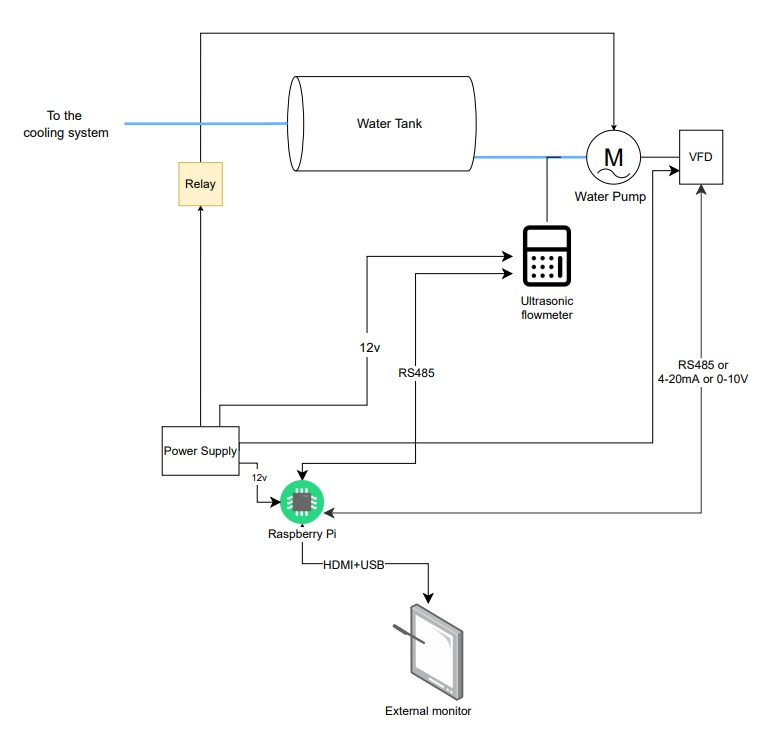 To the
cooling system
Water Tank
M
VFD
Relay
Water Pump
Ultrasonic
flowmeter
12v
RS485
RS485 or
4-20mA or 0-10V
Power Supply
12v
Raspberry Pi
HDMI+USB
External monitor